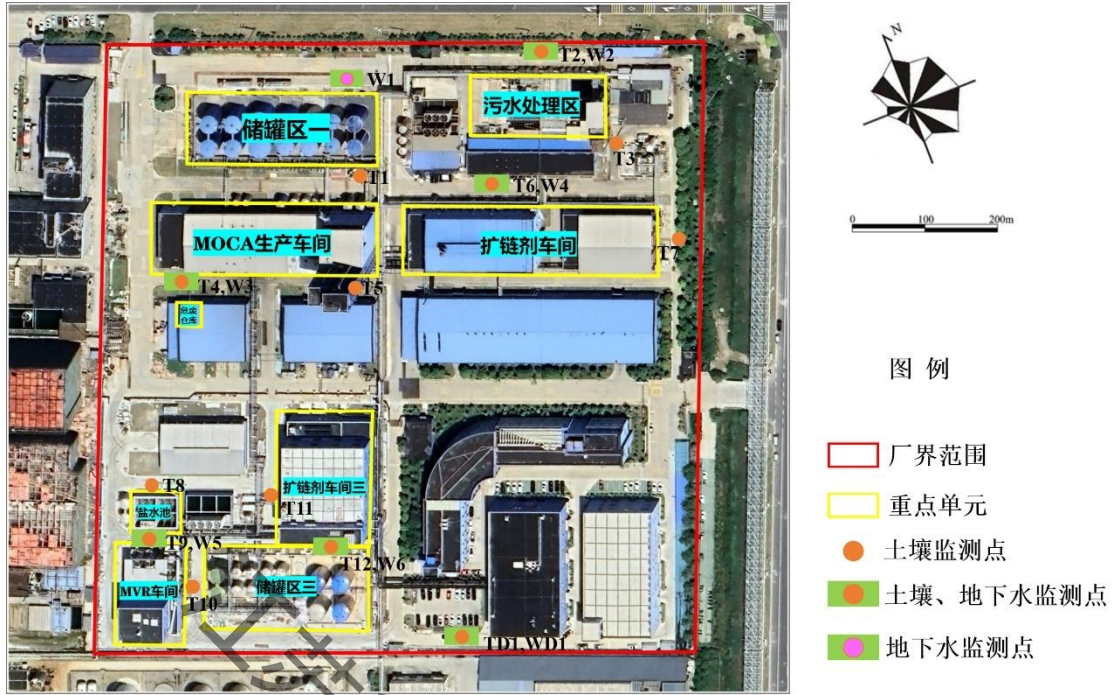 T2,W2
W1
污水处理区
储罐区一
T3
T1
T6,W4
MOCA生产车间
扩链剂车间
T7
T4,W3
T5
危废
仓库
T8
扩链剂车间三
盐水池
T11
T9,W5
T12,W6
MVR车间
储罐区三
T10
TD1,WD1
N
0 100 200m
图 例
厂界范围
重点单元
土壤监测点
土壤、地下水监测点
地下水监测点